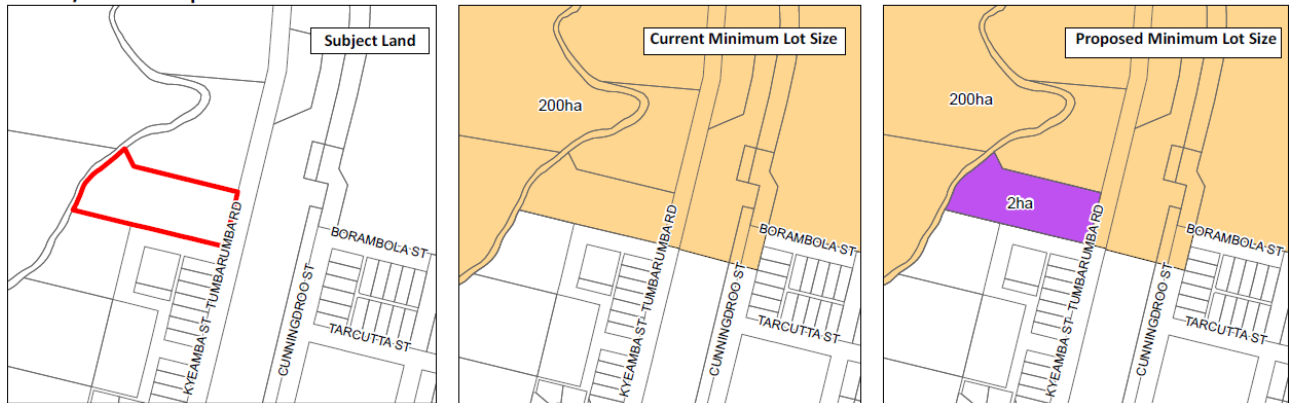 Subject Land
TUMBARUMBA RD
KYEAMBA ST
CUNNINGDROO ST
BORAMBOLA ST
TARCUTTA ST
Current Minimum Lot Size
200ha
TUMBARUMBA RD
KYEAMBA ST
CUNNINGDROO ST
BORAMBOLA ST
TARCUTTA ST
Proposed Minimum Lot Size
200ha
2ha
TUMBARUMBA RD
KYEAMBA ST
CUNNINGDROO ST
BORAMBOLA ST
TARCUTTA ST